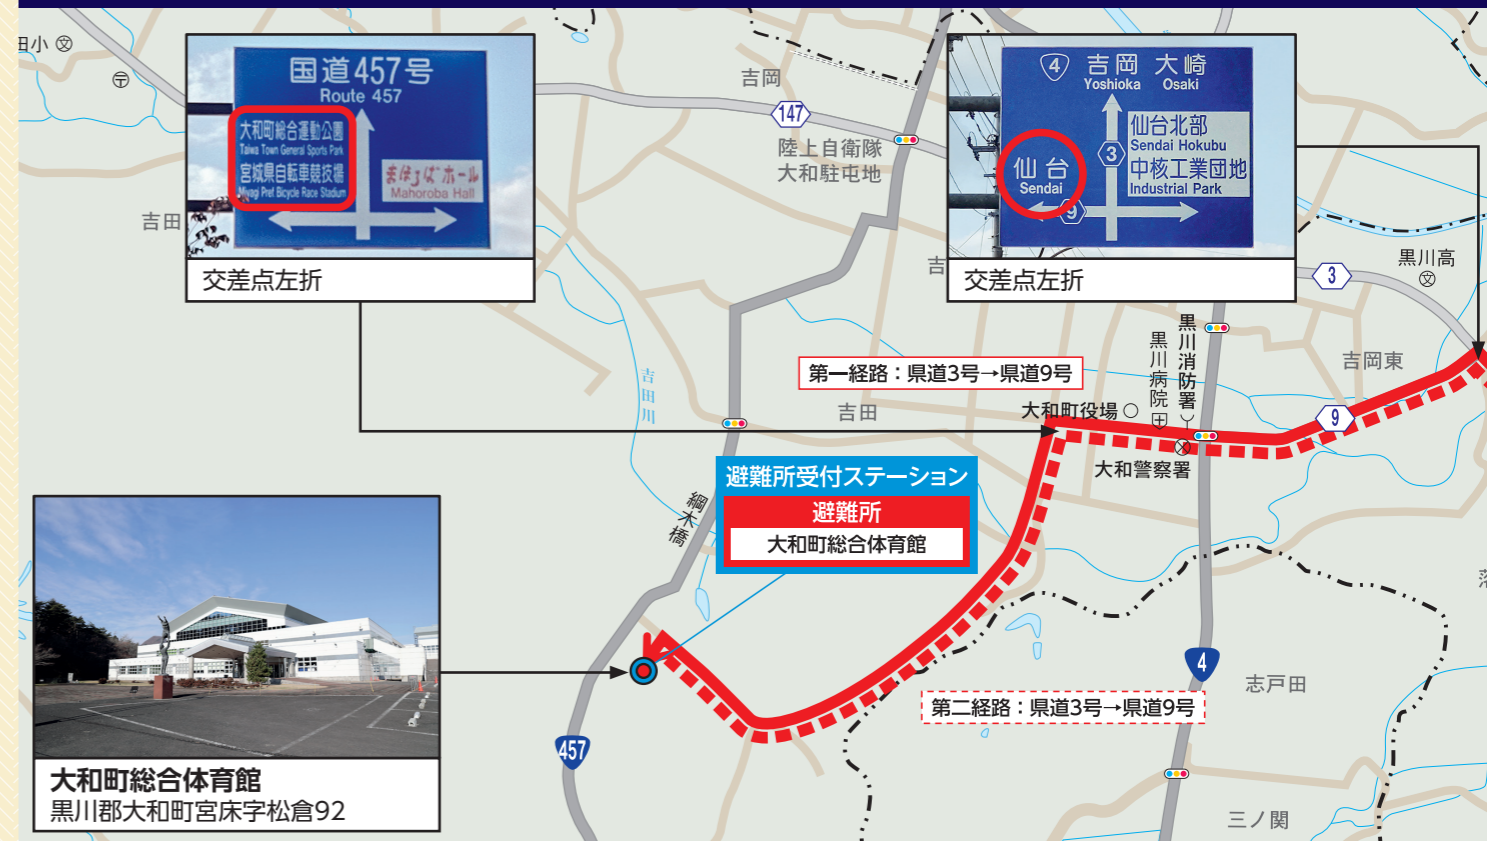 田小
国道457号
Route 457
大和町総合運動公園
Taiwa Town General Sports Park
宮城県自転車競技場
Miyagi Pref Bicycle Race Stadium
まほろばホール
Mahoroba Hall
交差点左折
吉岡
147
陸上自衛隊
大和駐屯地
吉田
4
吉岡 大崎
Yoshioka Osaki
仙台北部
Sendai Hokubu
中核工業団地
Industrial Park
仙台
Sendai
3
9
交差点左折
吉
3
黒川高
文
吉岡東
黒川消防署
黒川病院
第一経路：県道3号→県道9号
吉田川
吉田
大和町役場
9
大和警察署
避難所受付ステーション
避難所
大和町総合体育館
綱木橋
4
志戸田
第二経路：県道3号→県道9号
457
三ノ関
大和町総合体育館
黒川郡大和町宮床字松倉92